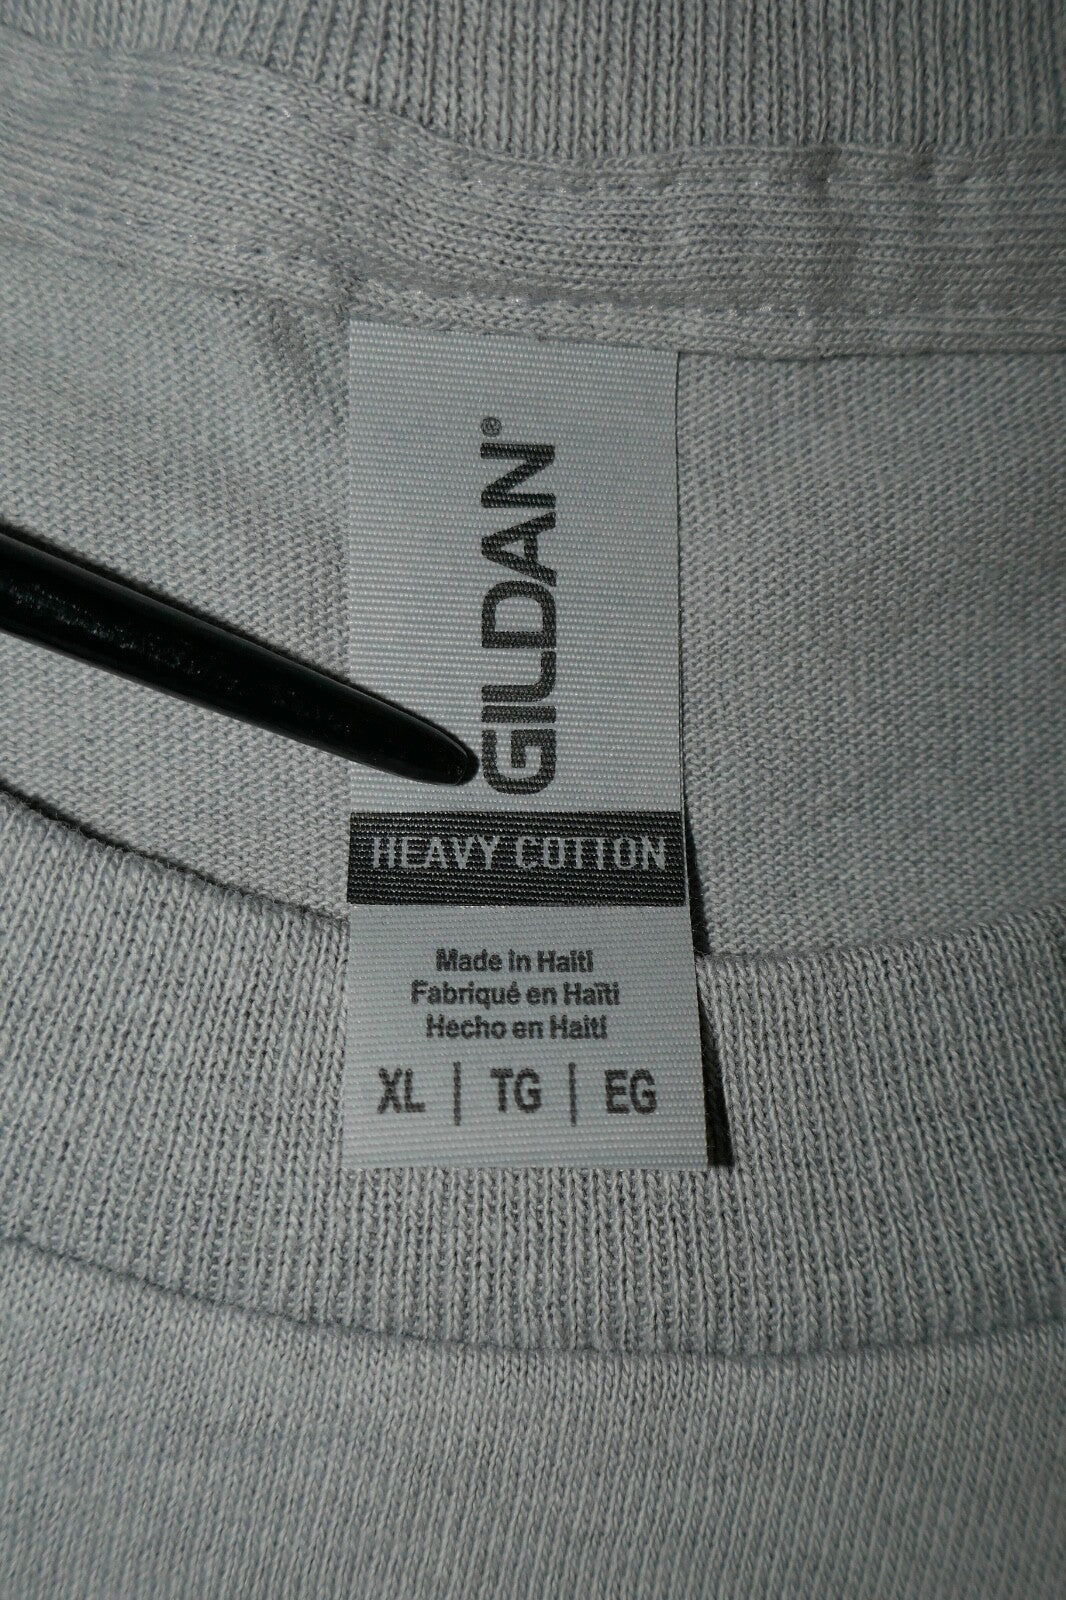 GILDAN®
HEAVY COTTON
Made in Haiti
Fabriqué en Haïti
Hecho en Haití
XL | TG | EG